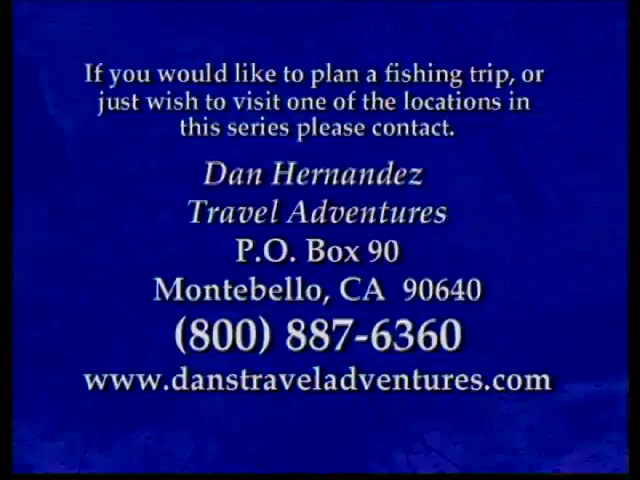 If you would like to plan a fishing trip, or
just wish to visit one of the locations in
this series please contact.
Dan Hernandez
Travel Adventures
P.O. Box 90
Montebello, CA 90640
(800) 887-6360
www.danstraveladventures.com